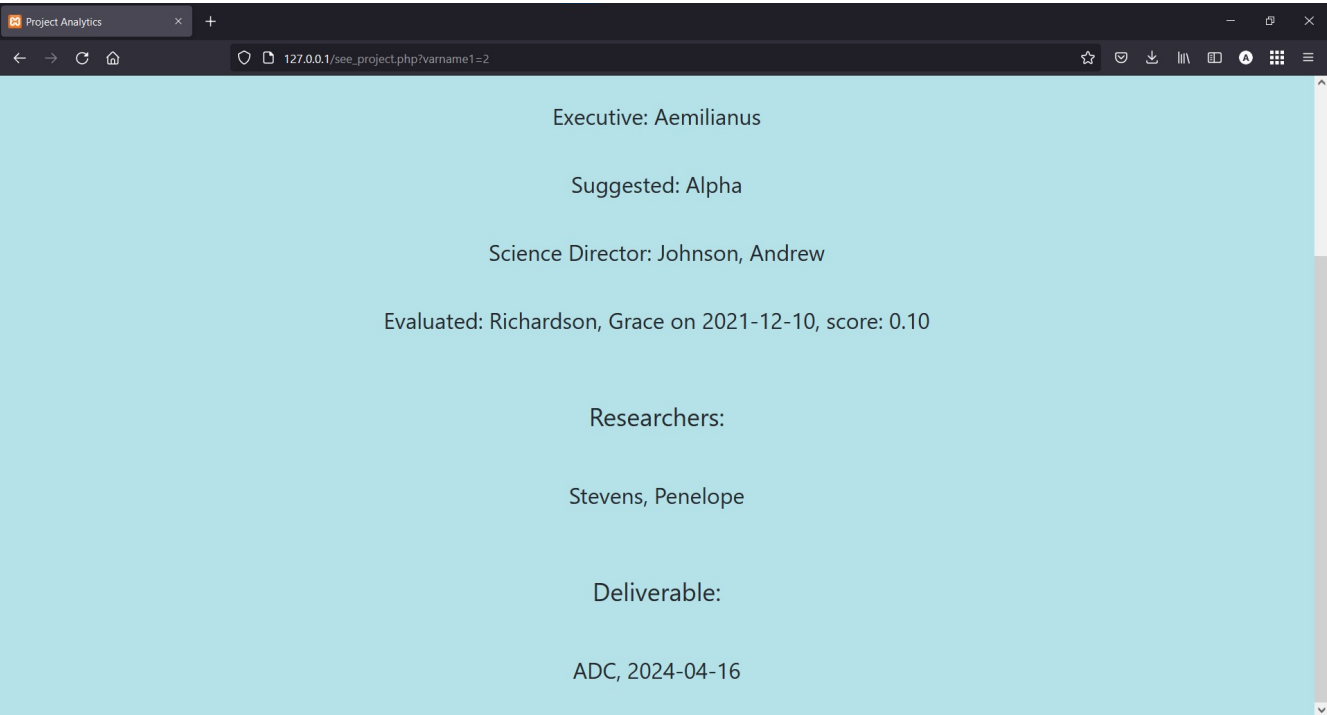 Project Analytics
127.0.0.1/see_project.php?varname1=2
Executive: Aemilianus
Suggested: Alpha
Science Director: Johnson, Andrew
Evaluated: Richardson, Grace on 2021-12-10, score: 0.10
Researchers:
Stevens, Penelope
Deliverable:
ADC, 2024-04-16